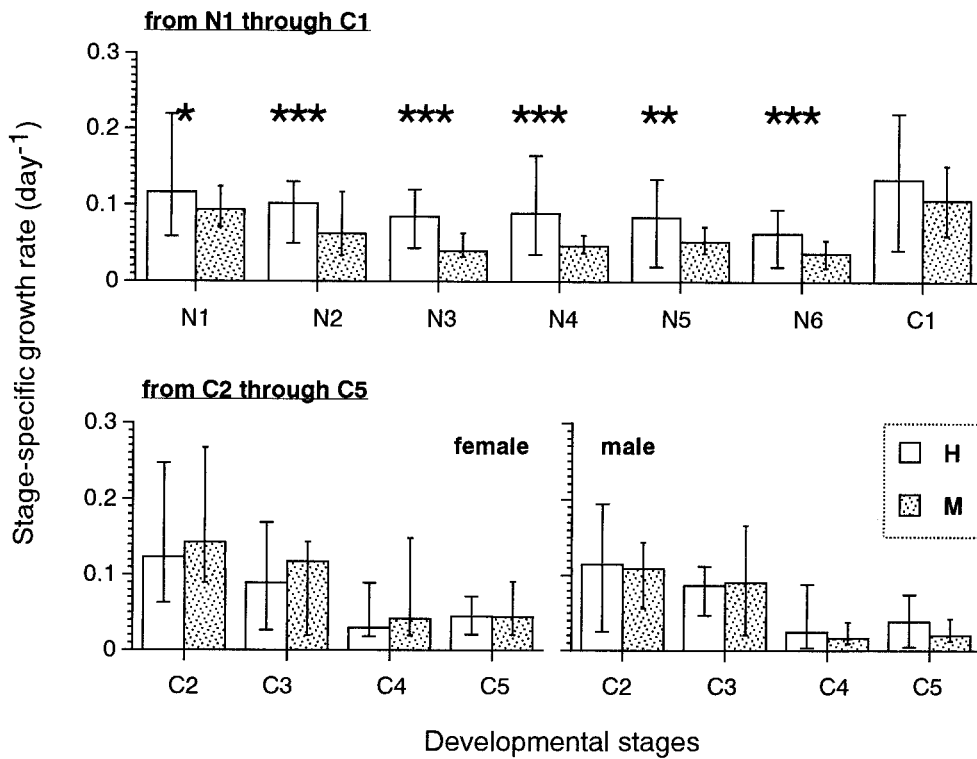 from N1 through C1
0.3
* *** *** *** ** ***
0.2
0.1
0
N1 N2 N3 N4 N5 N6 C1
Stage-specific growth rate (day-1)
from C2 through C5
0.3
female male
H
M
0.2
0.1
0
C2 C3 C4 C5 C2 C3 C4 C5
Developmental stages